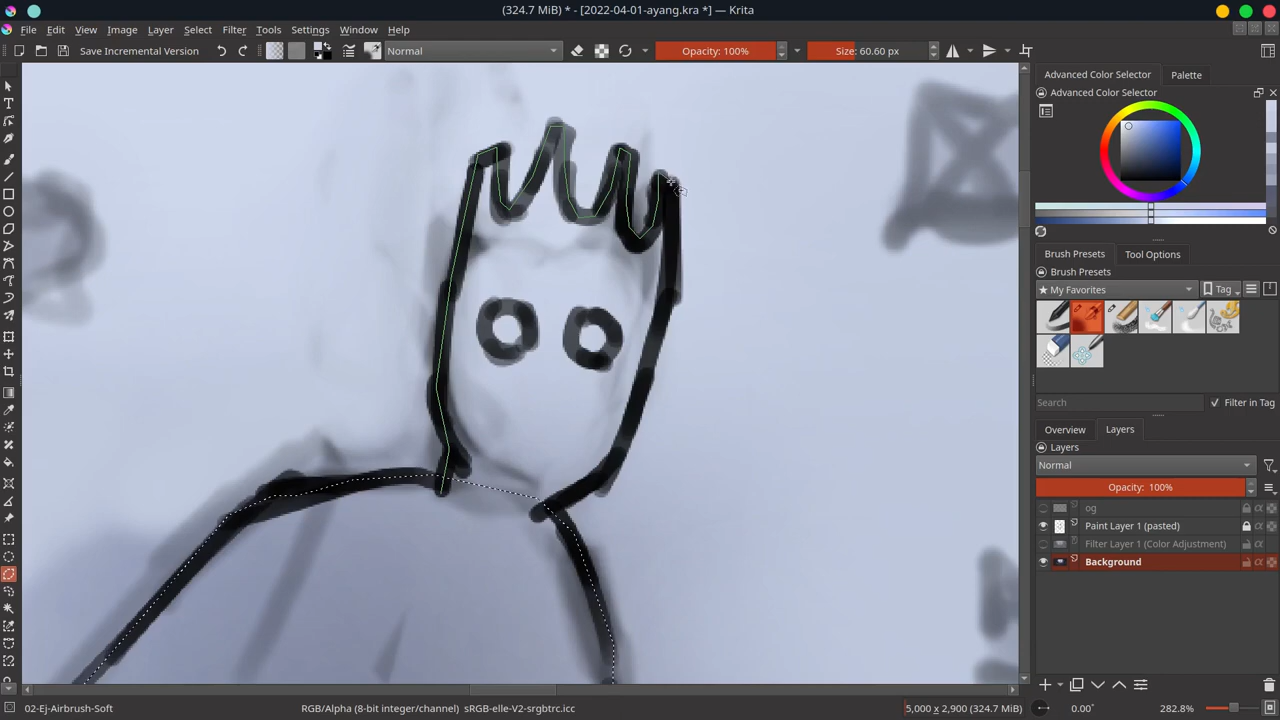 (324.7 MiB) * - [2022-04-01-ayang.kra *] — Krita
File Edit View Image Layer Select Filter Tools Settings Window Help
Save Incremental Version Normal Opacity: 100% Size: 60.60 px
Advanced Color Selector Palette
Advanced Color Selector
Brush Presets Tool Options
Brush Presets
★ My Favorites Tag
Search Filter in Tag
Overview Layers
Layers
Normal
Opacity: 100%
og
Paint Layer 1 (pasted)
Filter Layer 1 (Color Adjustment)
Background
02-Ej-Airbrush-Soft RGB/Alpha (8-bit integer/channel) sRGB-elle-V2-srgbtrc.icc 5,000 x 2,900 (324.7 MiB) 0.00° 282.8%